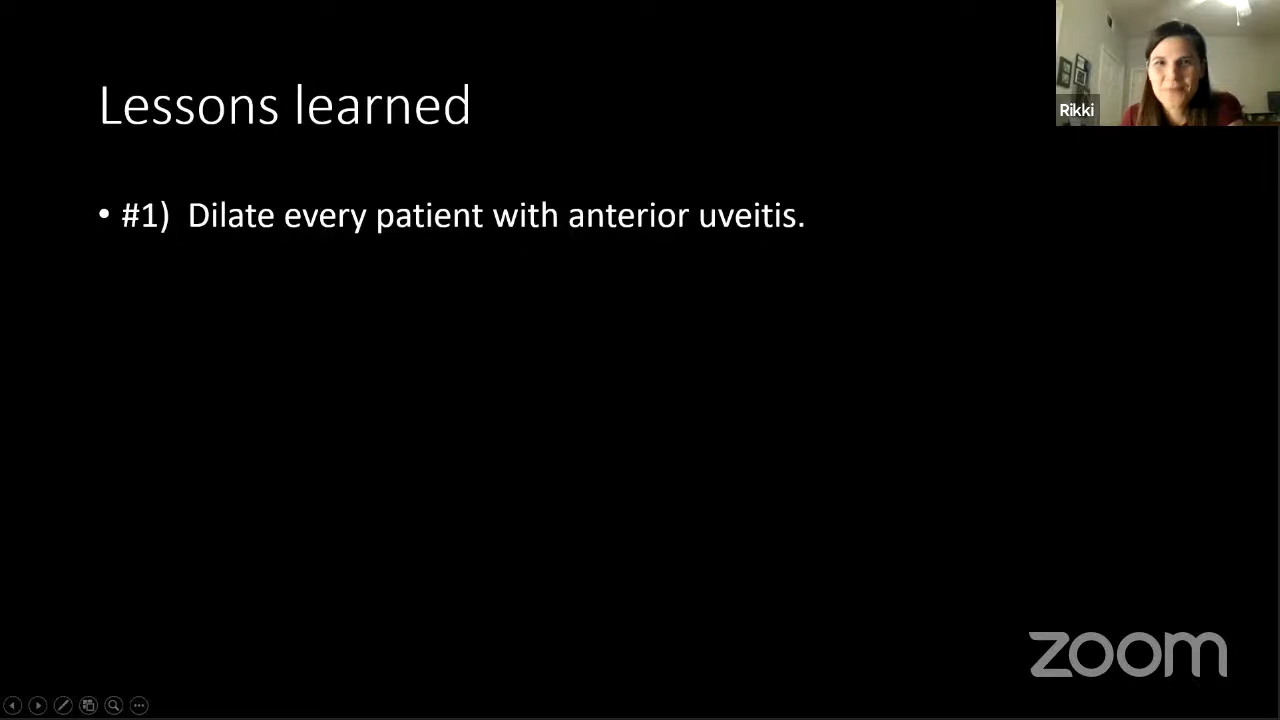 Lessons learned
Rikki
• #1)  Dilate every patient with anterior uveitis.
zoom